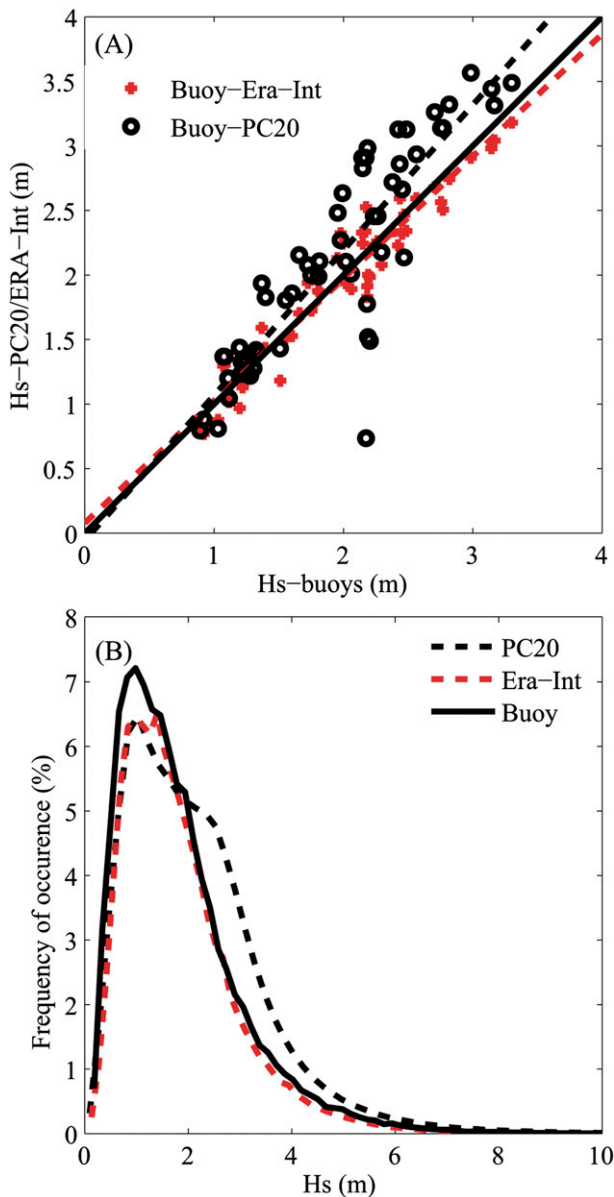 (A)
Buoy−Era−Int
Buoy−PC20
Hs−PC20/ERA−Int (m)
4
3.5
3
2.5
2
1.5
1
0.5
0
0 1 2 3 4
Hs−buoys (m)
(B)
PC20
Era−Int
Buoy
Frequency of occurence (%)
8
7
6
5
4
3
2
1
0
0 2 4 6 8 10
Hs (m)